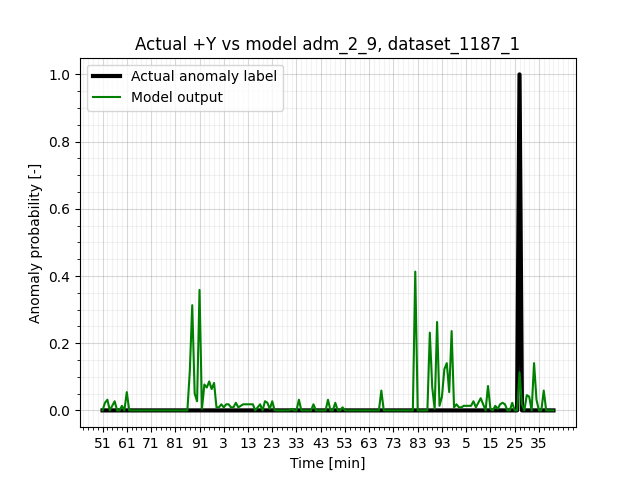 Actual +Y vs model adm_2_9, dataset_1187_1
Actual anomaly label
Model output
Anomaly probability [-]
1.0
0.8
0.6
0.4
0.2
0.0
51 61 71 81 91 3 13 23 33 43 53 63 73 83 93 5 15 25 35
Time [min]